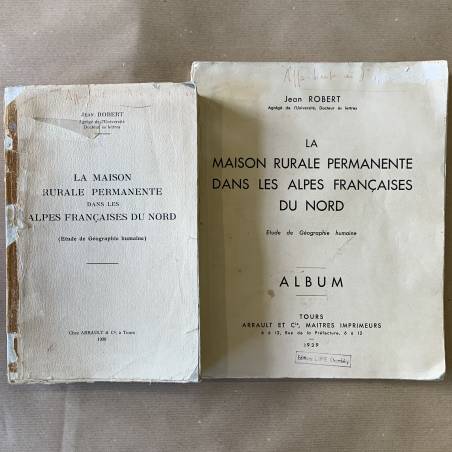 Jean ROBERT
Agrégé de l'Université
Docteur ès lettres
LA MAISON
RURALE PERMANENTE
DANS LES
ALPES FRANÇAISES DU NORD
(Etude de Géographie humaine)
Chez ARRAULT & Cie, à Tours
1939
Jean ROBERT
Agrégé de l'Université, Docteur ès lettres
LA
MAISON RURALE PERMANENTE
DANS LES ALPES FRANÇAISES
DU NORD
Etude de Géographie humaine
ALBUM
TOURS
ARRAULT ET Cie, MAITRES IMPRIMEURS
6 à 12, Rue de la Préfecture, 6 à 12
1939